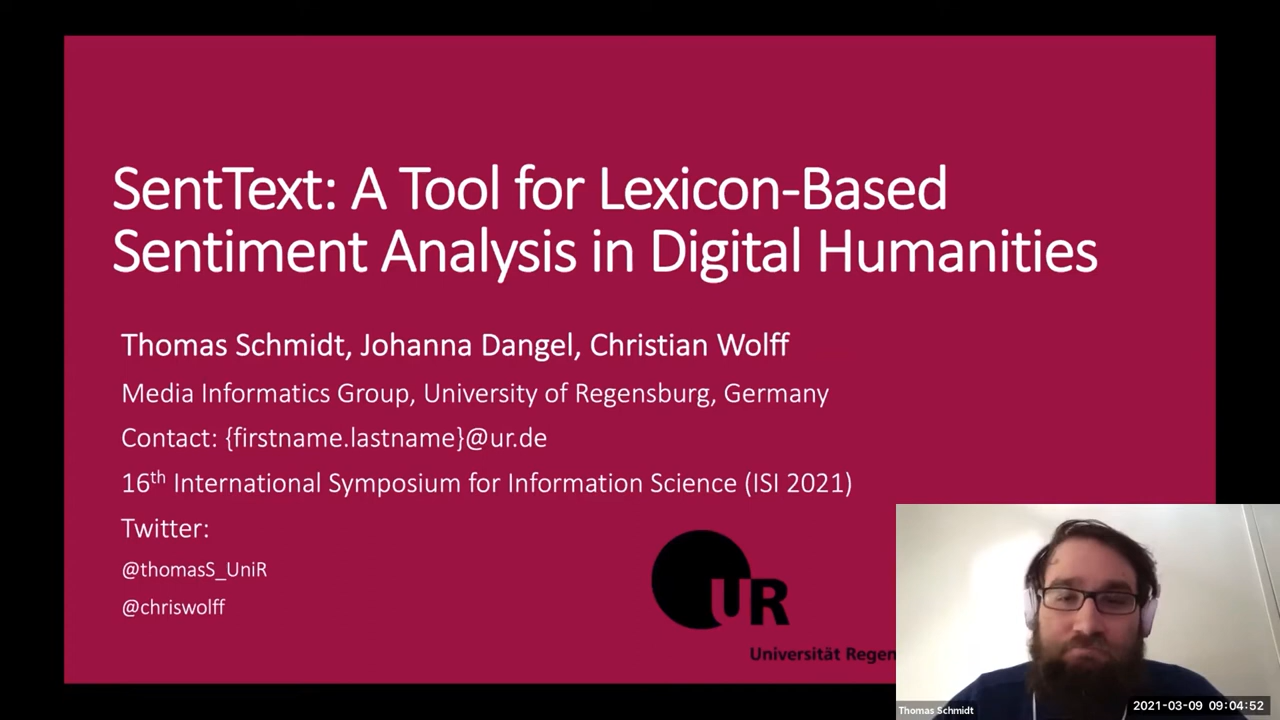 SentText: A Tool for Lexicon-Based
Sentiment Analysis in Digital Humanities
Thomas Schmidt, Johanna Dangel, Christian Wolff
Media Informatics Group, University of Regensburg, Germany
Contact: {firstname.lastname}@ur.de
16th International Symposium for Information Science (ISI 2021)
Twitter:
@thomasS_UniR
@chriswolff
UR
Universität Regen
Thomas Schmidt
2021-03-09 09:04:52